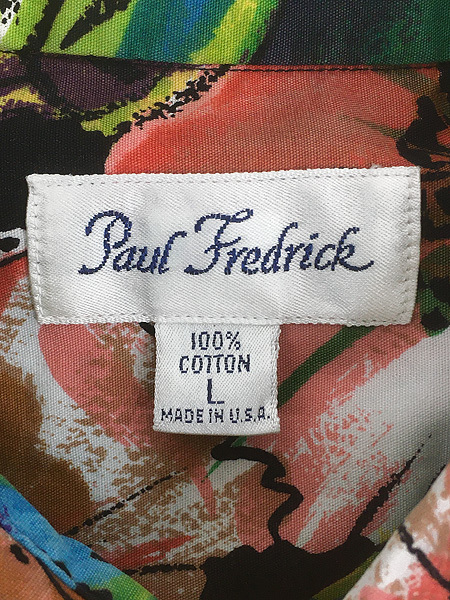 Paul Fredrick
100%
COTTON
L
MADE IN U.S.A.